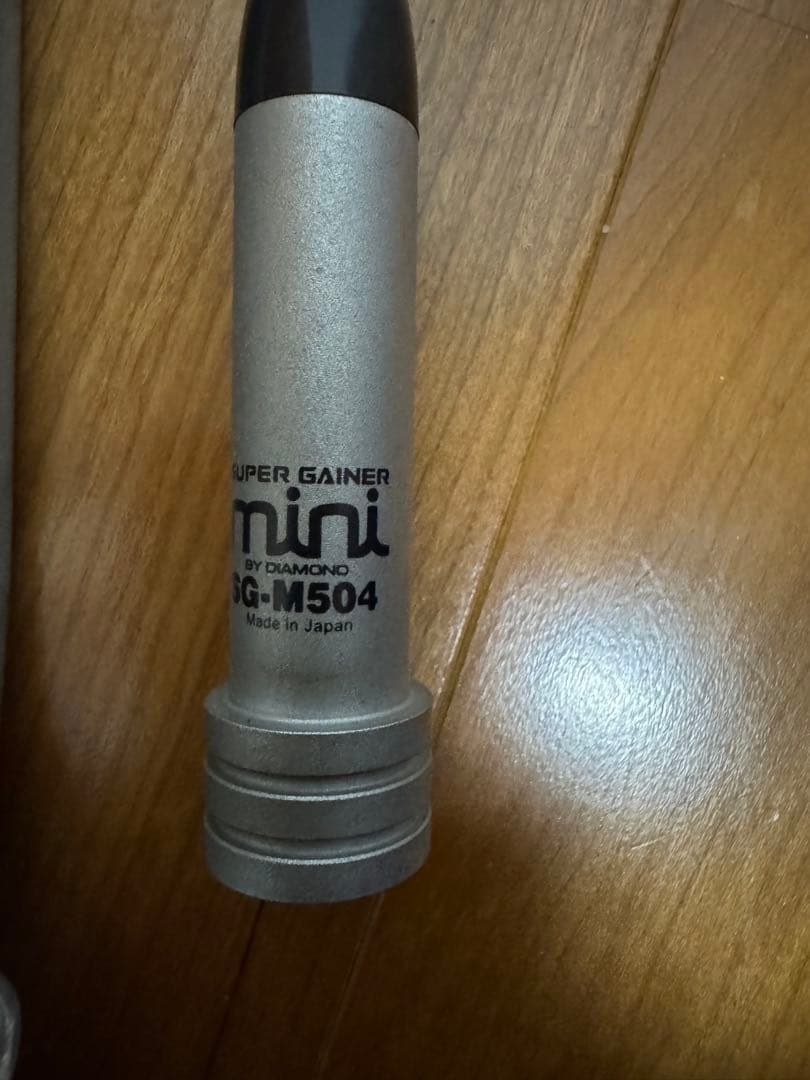 SUPER GAINER
mini
BY DIAMOND
SG-M504
Made in Japan